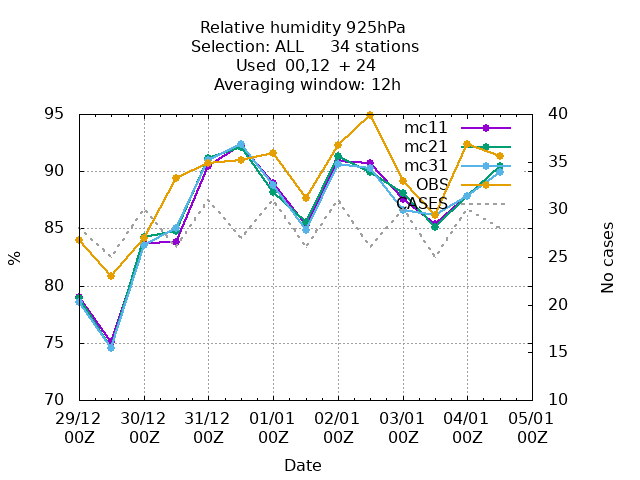 Relative humidity 925hPa
Selection: ALL 34 stations
Used 00,12 + 24
Averaging window: 12h
95
90
85
80
75
70
40
35
30
25
20
15
10
mc11
mc21
mc31
OBS
CASES
%
No cases
29/12 30/12 31/12 01/01 02/01 03/01 04/01 05/01
00Z 00Z 00Z 00Z 00Z 00Z 00Z 00Z
Date